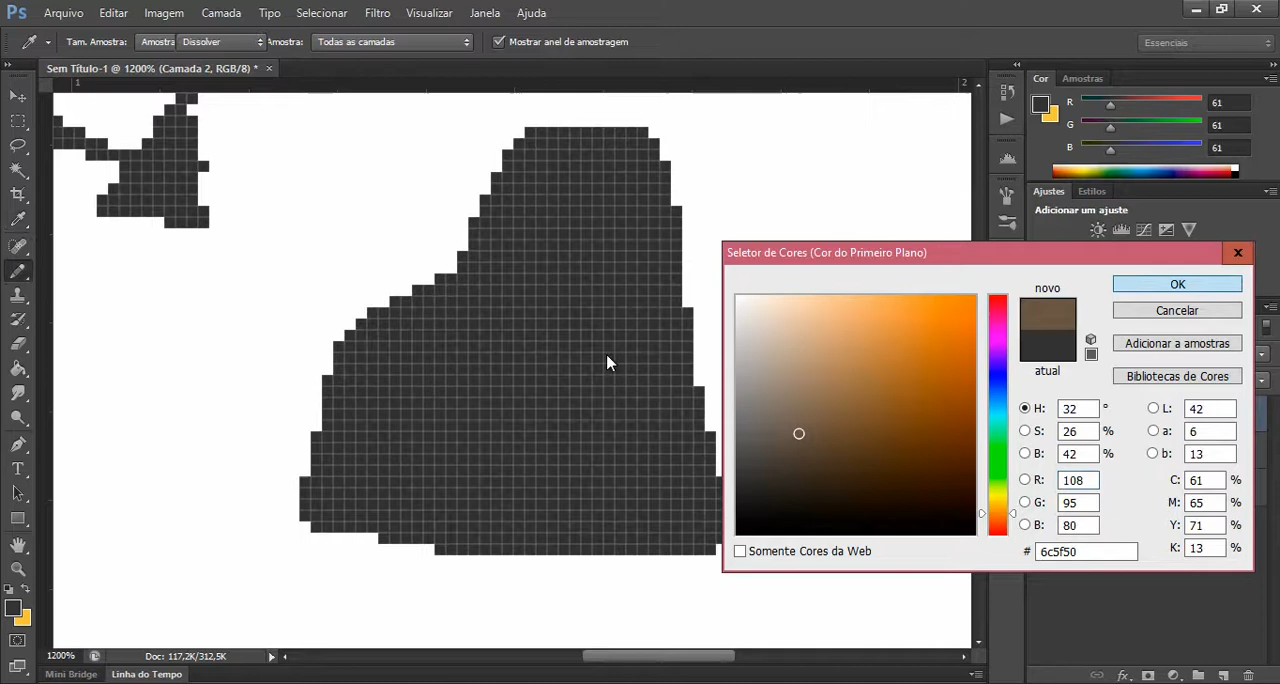 Ps Arquivo Editar Imagem Camada Tipo Selecionar Filtro Visualizar Janela Ajuda
Tam. Amostra: Amostra Dissolver Amostra: Todas as camadas Mostrar anel de amostragem Essenciais
Sem Título-1 @ 1200% (Camada 2, RGB/8) * ×
1 2
Cor Amostras
R 61
G 61
B 61
Ajustes Estilos
Adicionar um ajuste
Seletor de Cores (Cor do Primeiro Plano)
novo
atual
OK
Cancelar
Adicionar a amostras
Bibliotecas de Cores
H: 32 ° L: 42
S: 26 % a: 6
B: 42 % b: 13
R: 108 C: 61 %
G: 95 M: 65 %
B: 80 Y: 71 %
# 6c5f50 K: 13 %
Somente Cores da Web
1200% Doc: 117,2K/312,5K
Mini Bridge Linha do Tempo